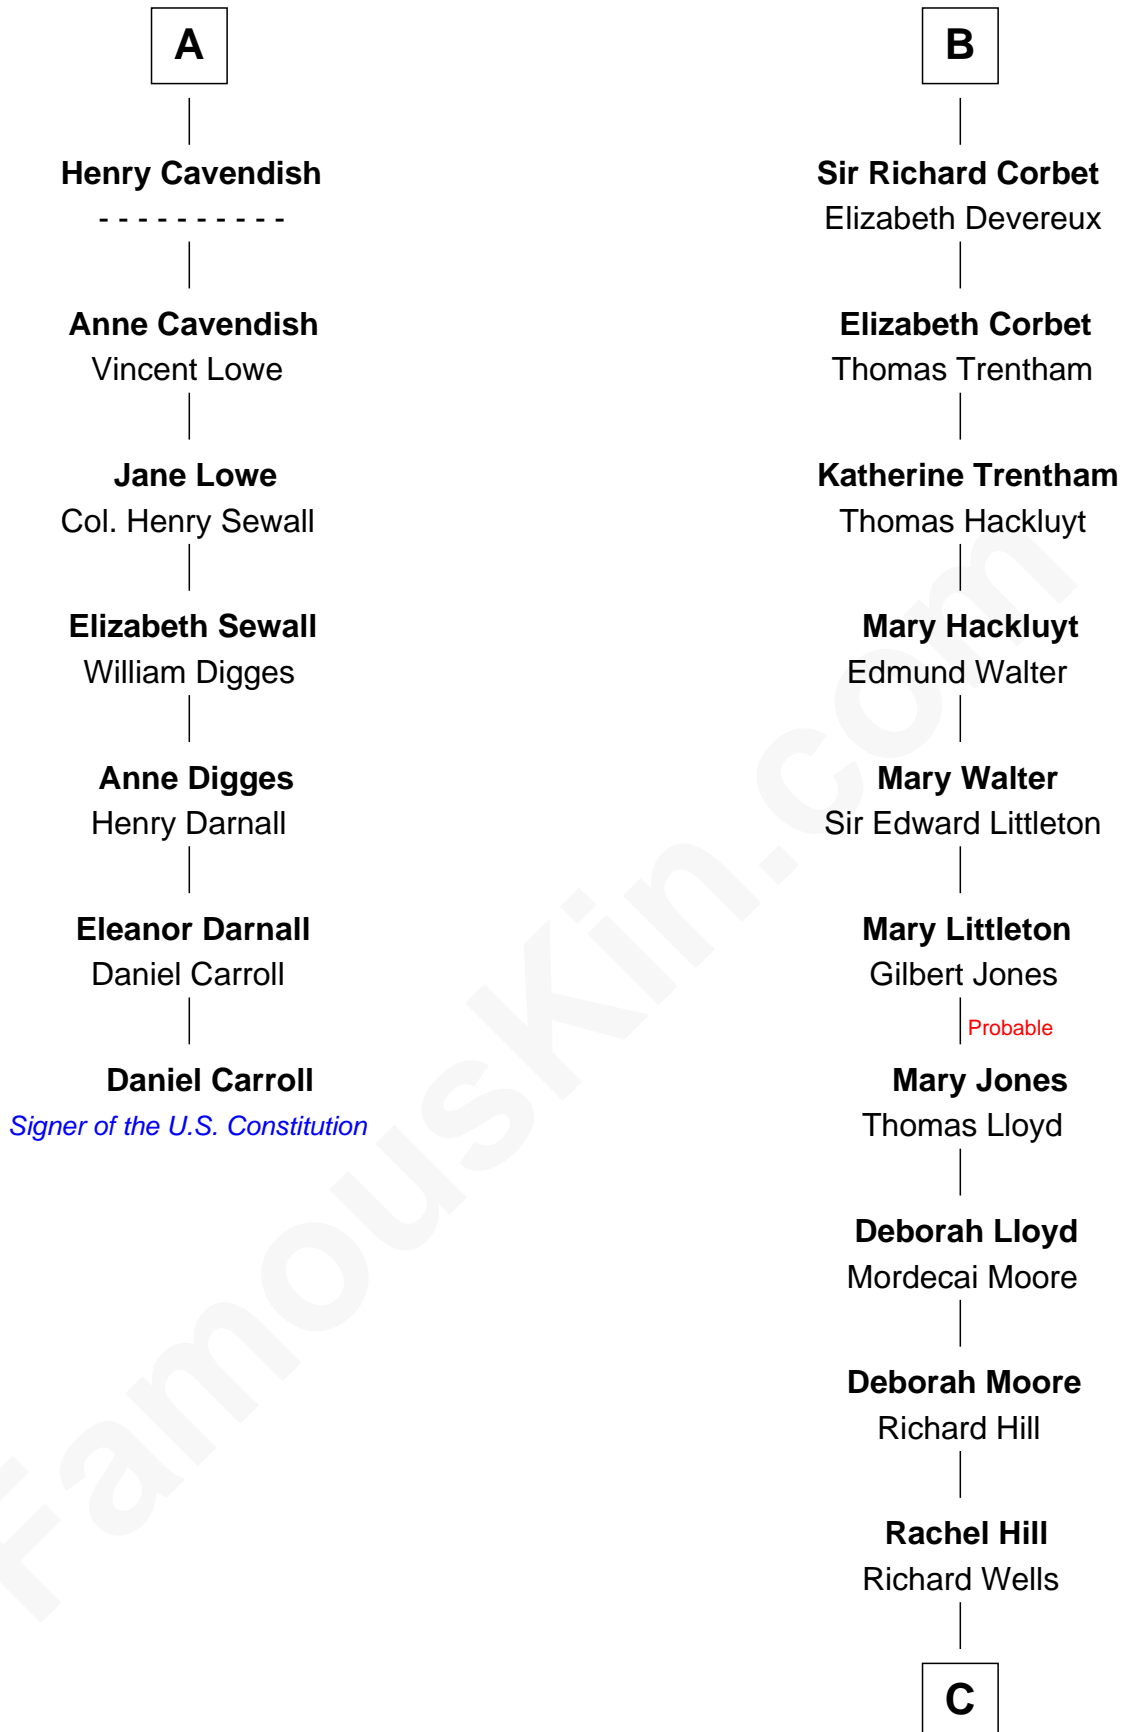 A
Henry Cavendish
- - - - - - - - - -
Anne Cavendish
Vincent Lowe
Jane Lowe
Col. Henry Sewall
Elizabeth Sewall
William Digges
Anne Digges
Henry Darnall
Eleanor Darnall
Daniel Carroll
Daniel Carroll
Signer of the U.S. Constitution
B
Sir Richard Corbet
Elizabeth Devereux
Elizabeth Corbet
Thomas Trentham
Katherine Trentham
Thomas Hackluyt
Mary Hackluyt
Edmund Walter
Mary Walter
Sir Edward Littleton
Mary Littleton
Gilbert Jones
Probable
Mary Jones
Thomas Lloyd
Deborah Lloyd
Mordecai Moore
Deborah Moore
Richard Hill
Rachel Hill
Richard Wells
C
FamousKin.com